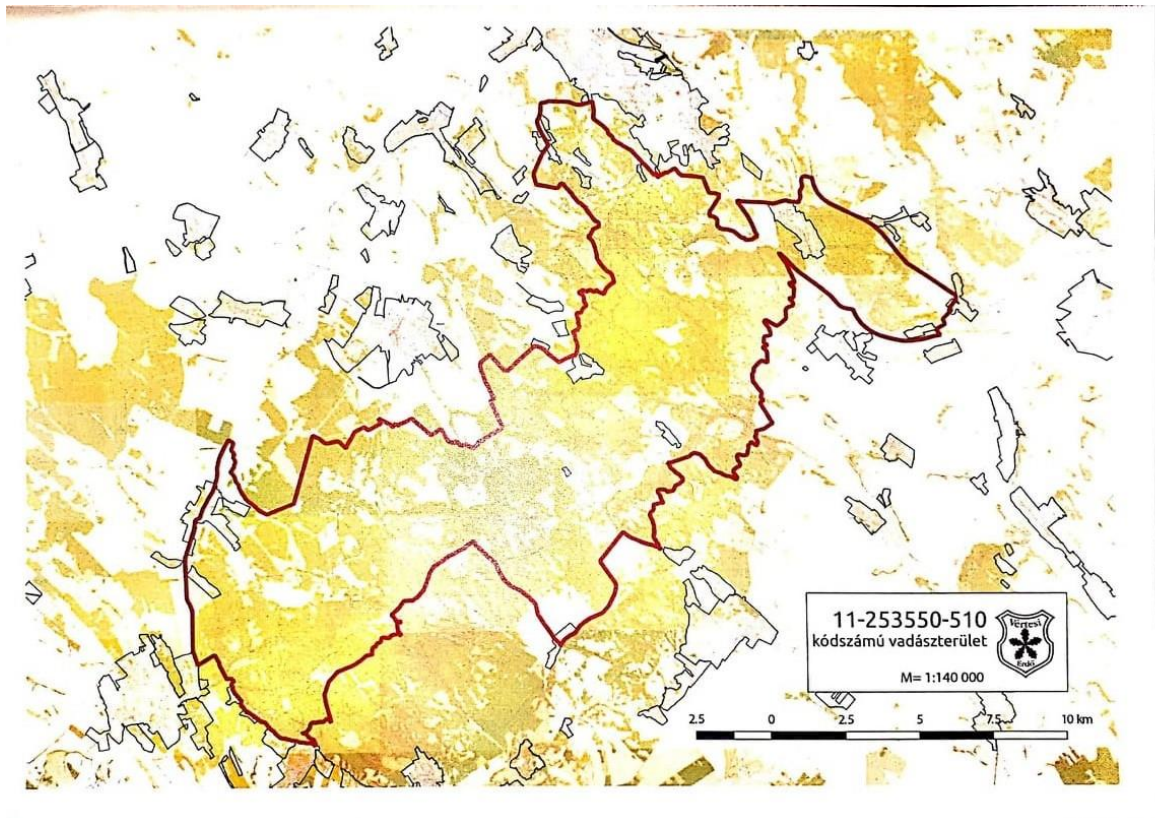 11-253550-510
kódszámú vadászterület
Vértesi
Erdő
M= 1:140 000
2.5 0 2.5 5 7.5 10 km